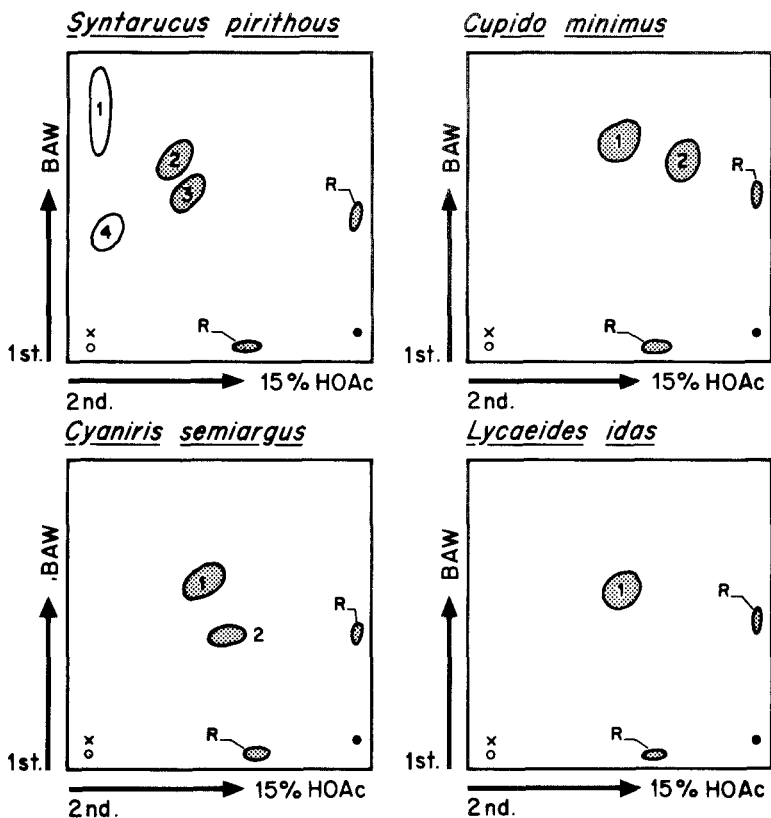 Syntarucus pirithous
BAW
1
2
3
4
R
R
x
1st.
15% HOAc
2nd.
Cupido minimus
BAW
1
2
R
R
x
1st.
15% HOAc
2nd.
Cyaniris semiargus
.BAW
1
2
R
R
x
1st.
15% HOAc
2nd.
Lycaeides idas
BAW
1
R
R
x
1st.
15% HOAc
2nd.